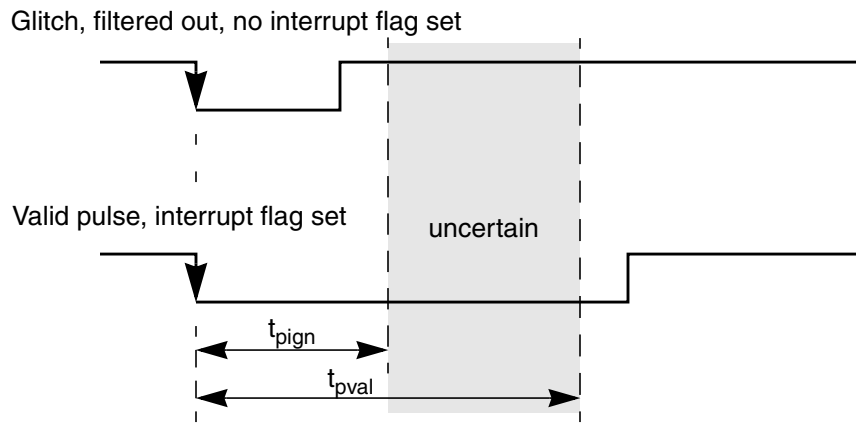 Glitch, filtered out, no interrupt flag set
Valid pulse, interrupt flag set
uncertain
tpign
tpval